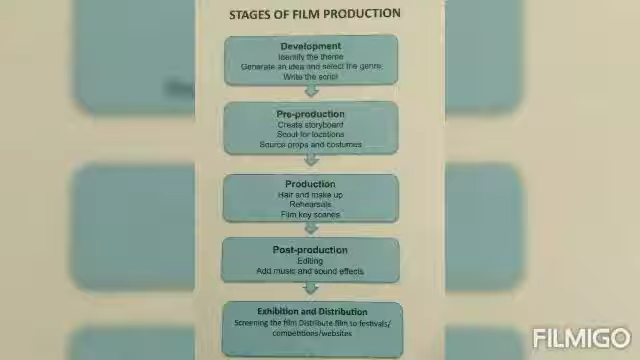 STAGES OF FILM PRODUCTION
Development
Identify the theme
Generate an idea and select the genre
Write the script
Pre-production
Create storyboard
Scout for locations
Source props and costumes
Production
Hair and make up
Rehearsals
Film key scenes
Post-production
Editing
Add music and sound effects
Exhibition and Distribution
Screening the film Distribute film to festivals/
competitions/websites
FILMIGO